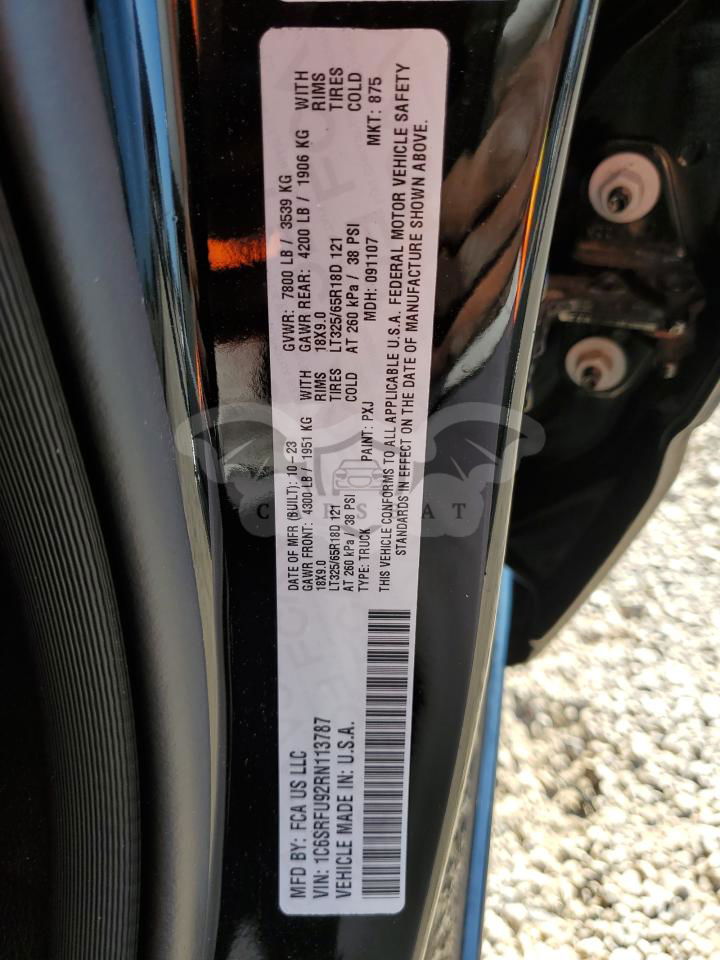 MFD BY: FCA US LLC
DATE OF MFR (BUILT): 10-23 GVWR: 7800 LB / 3539 KG
VIN: 1C6SRFU92RN113787
GAWR FRONT: 4300 LB / 1951 KG WITH GAWR REAR: 4200 LB / 1906 KG WITH
18X9.0 RIMS 18X9.0 RIMS
VEHICLE MADE IN: U.S.A.
LT325/65R18D 121 TIRES LT325/65R18D 121 TIRES
AT 260 kPa / 38 PSI COLD AT 260 kPa / 38 PSI COLD
TYPE: TRUCK PAINT: PXJ MDH: 091107 MKT: 875
THIS VEHICLE CONFORMS TO ALL APPLICABLE U.S.A. FEDERAL MOTOR VEHICLE SAFETY
STANDARDS IN EFFECT ON THE DATE OF MANUFACTURE SHOWN ABOVE.